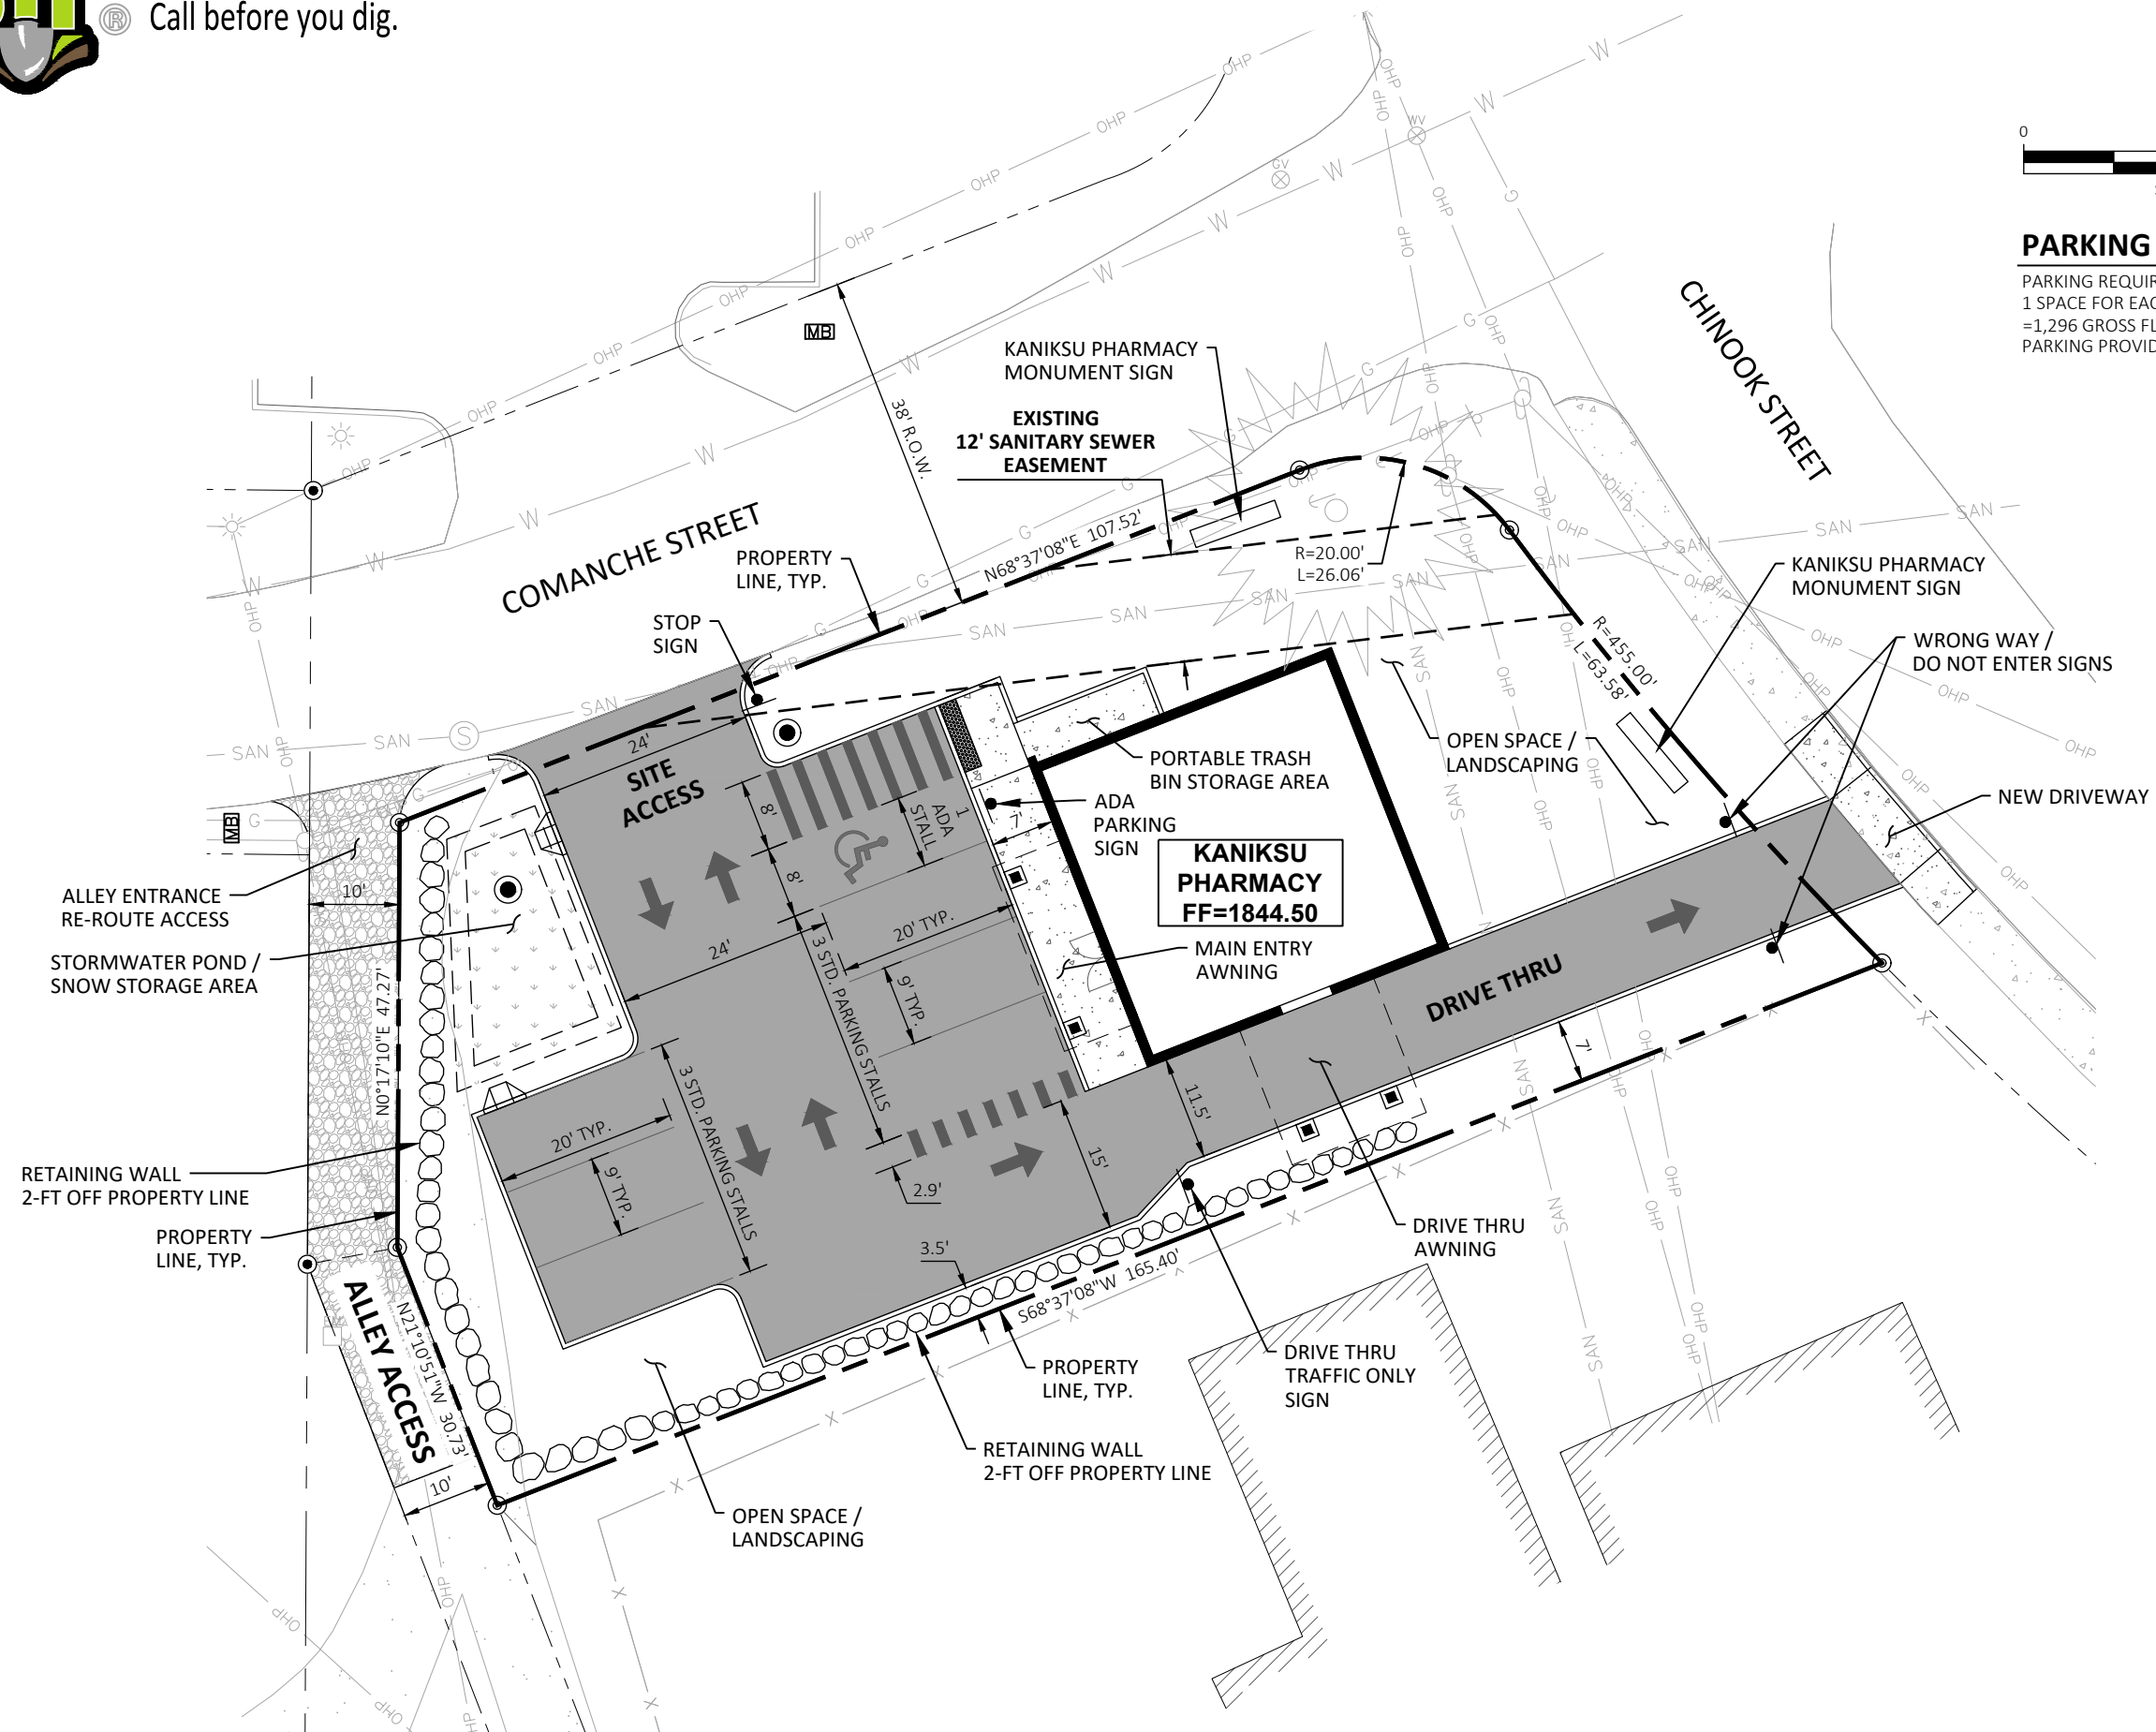 ® Call before you dig.
0
PARKING
PARKING REQUIR
1 SPACE FOR EAC
=1,296 GROSS FL
PARKING PROVID
COMANCHE STREET
CHINOOK STREET
38' R.O.W.
KANIKSU PHARMACY
MONUMENT SIGN
EXISTING
12' SANITARY SEWER
EASEMENT
N68°37'08"E 107.52'
R=20.00'
L=26.06'
PROPERTY
LINE, TYP.
STOP
SIGN
KANIKSU PHARMACY
MONUMENT SIGN
R=455.00'
L=63.58'
WRONG WAY /
DO NOT ENTER SIGNS
OPEN SPACE /
LANDSCAPING
NEW DRIVEWAY
24'
SITE
ACCESS
8'
8'
1
ADA
STALL
7'
PORTABLE TRASH
BIN STORAGE AREA
ADA
PARKING
SIGN
KANIKSU
PHARMACY
FF=1844.50
MAIN ENTRY
AWNING
DRIVE THRU
ALLEY ENTRANCE
RE-ROUTE ACCESS
10'
STORMWATER POND /
SNOW STORAGE AREA
N0°17'10"E 47.27'
24'
20' TYP.
9' TYP.
3 STD. PARKING STALLS
3 STD. PARKING STALLS
20' TYP.
9' TYP.
2.9'
15'
11.5'
7'
3.5'
RETAINING WALL
2-FT OFF PROPERTY LINE
PROPERTY
LINE, TYP.
ALLEY ACCESS
N21°10'51"W 30.73'
10'
S68°37'08"W 165.40'
DRIVE THRU
AWNING
DRIVE THRU
TRAFFIC ONLY
SIGN
PROPERTY
LINE, TYP.
RETAINING WALL
2-FT OFF PROPERTY LINE
OPEN SPACE /
LANDSCAPING
MB
MB
WV
GV
S
OHP
W
G
SAN
X